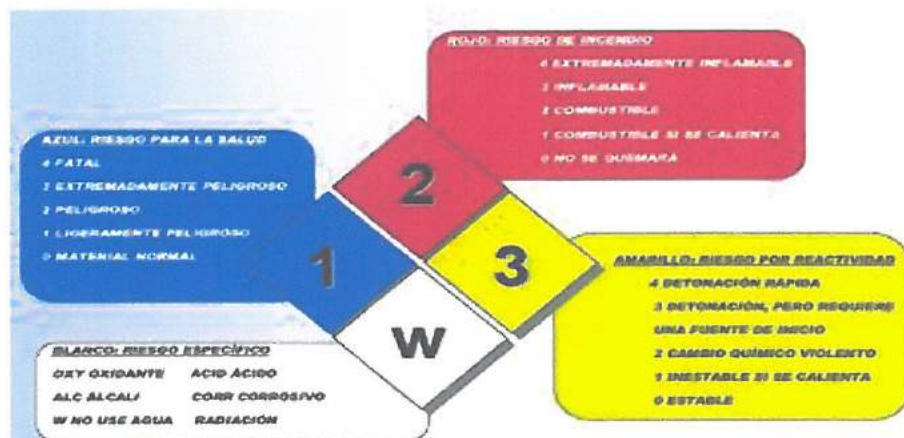 ROJO: RIESGO DE INCENDIO
4 EXTREMADAMENTE INFLAMABLE
3 INFLAMABLE
2 COMBUSTIBLE
1 COMBUSTIBLE SI SE CALIENTA
0 NO SE QUEMARÁ
AZUL: RIESGO PARA LA SALUD
4 FATAL
3 EXTREMADAMENTE PELIGROSO
2 PELIGROSO
1 LIGERAMENTE PELIGROSO
0 MATERIAL NORMAL
2
1
3
W
AMARILLO: RIESGO POR REACTIVIDAD
4 DETONACIÓN RÁPIDA
3 DETONACIÓN, PERO REQUIERE
UNA FUENTE DE INICIO
2 CAMBIO QUÍMICO VIOLENTO
1 INESTABLE SI SE CALIENTA
0 ESTABLE
BLANCO: RIESGO ESPECÍFICO
OXY OXIDANTE ACID ÁCIDO
ALC ÁLCALI CORR CORROSIVO
W NO USE AGUA RADIACIÓN